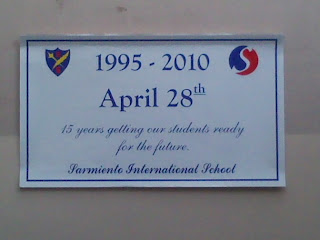 1995 - 2010
April 28th
15 years getting our students ready
for the future.
Sarmiento International School